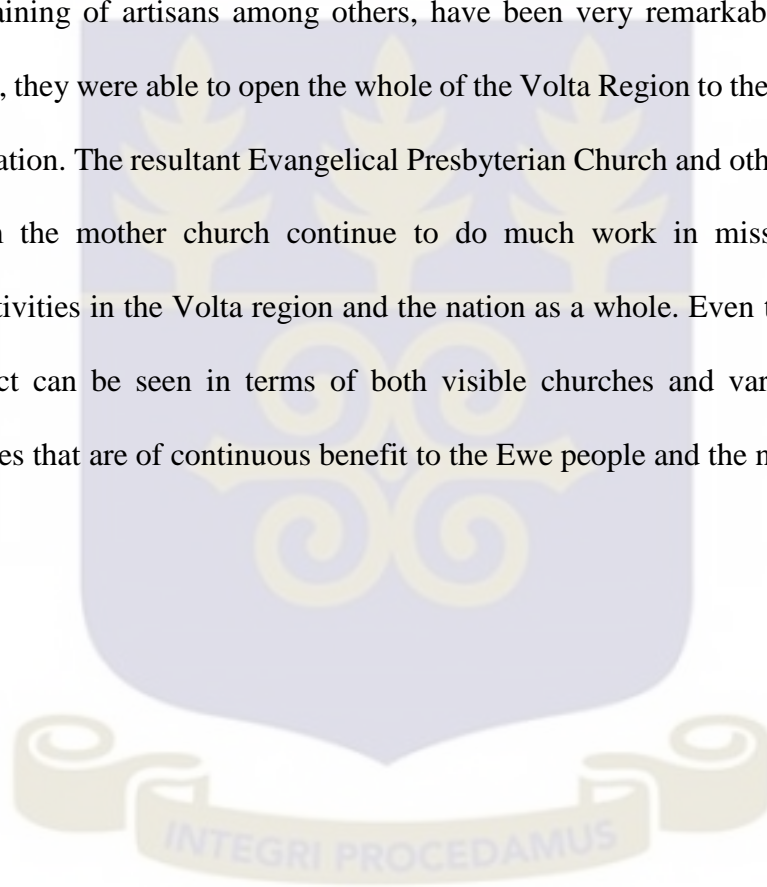 aining of artisans among others, have been very remarkab
, they were able to open the whole of the Volta Region to the
ation. The resultant Evangelical Presbyterian Church and oth
the mother church continue to do much work in miss
tivities in the Volta region and the nation as a whole. Even t
ct can be seen in terms of both visible churches and var
es that are of continuous benefit to the Ewe people and the n
INTEGRI PROCEDAMUS